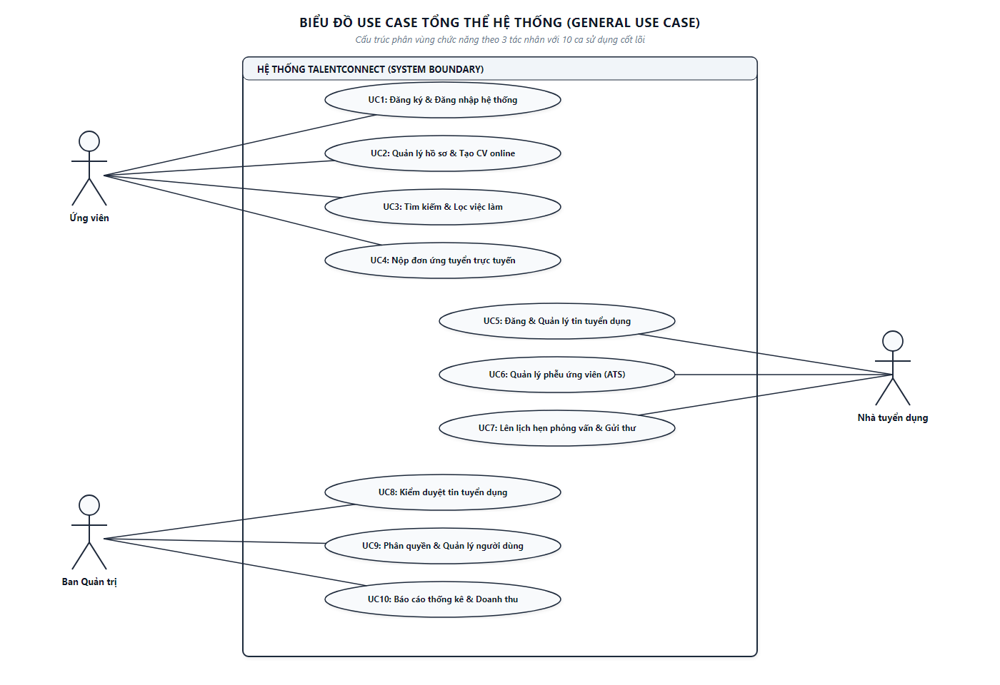 BIỂU ĐỒ USE CASE TỔNG THỂ HỆ THỐNG (GENERAL USE CASE)
Cấu trúc phân vùng chức năng theo 3 tác nhân với 10 ca sử dụng cốt lõi
HỆ THỐNG TALENTCONNECT (SYSTEM BOUNDARY)
UC1: Đăng ký & Đăng nhập hệ thống
UC2: Quản lý hồ sơ & Tạo CV online
UC3: Tìm kiếm & Lọc việc làm
Ứng viên
UC4: Nộp đơn ứng tuyển trực tuyến
UC5: Đăng & Quản lý tin tuyển dụng
UC6: Quản lý phễu ứng viên (ATS)
Nhà tuyển dụng
UC7: Lên lịch hẹn phỏng vấn & Gửi thư
UC8: Kiểm duyệt tin tuyển dụng
UC9: Phân quyền & Quản lý người dùng
Ban Quản trị
UC10: Báo cáo thống kê & Doanh thu